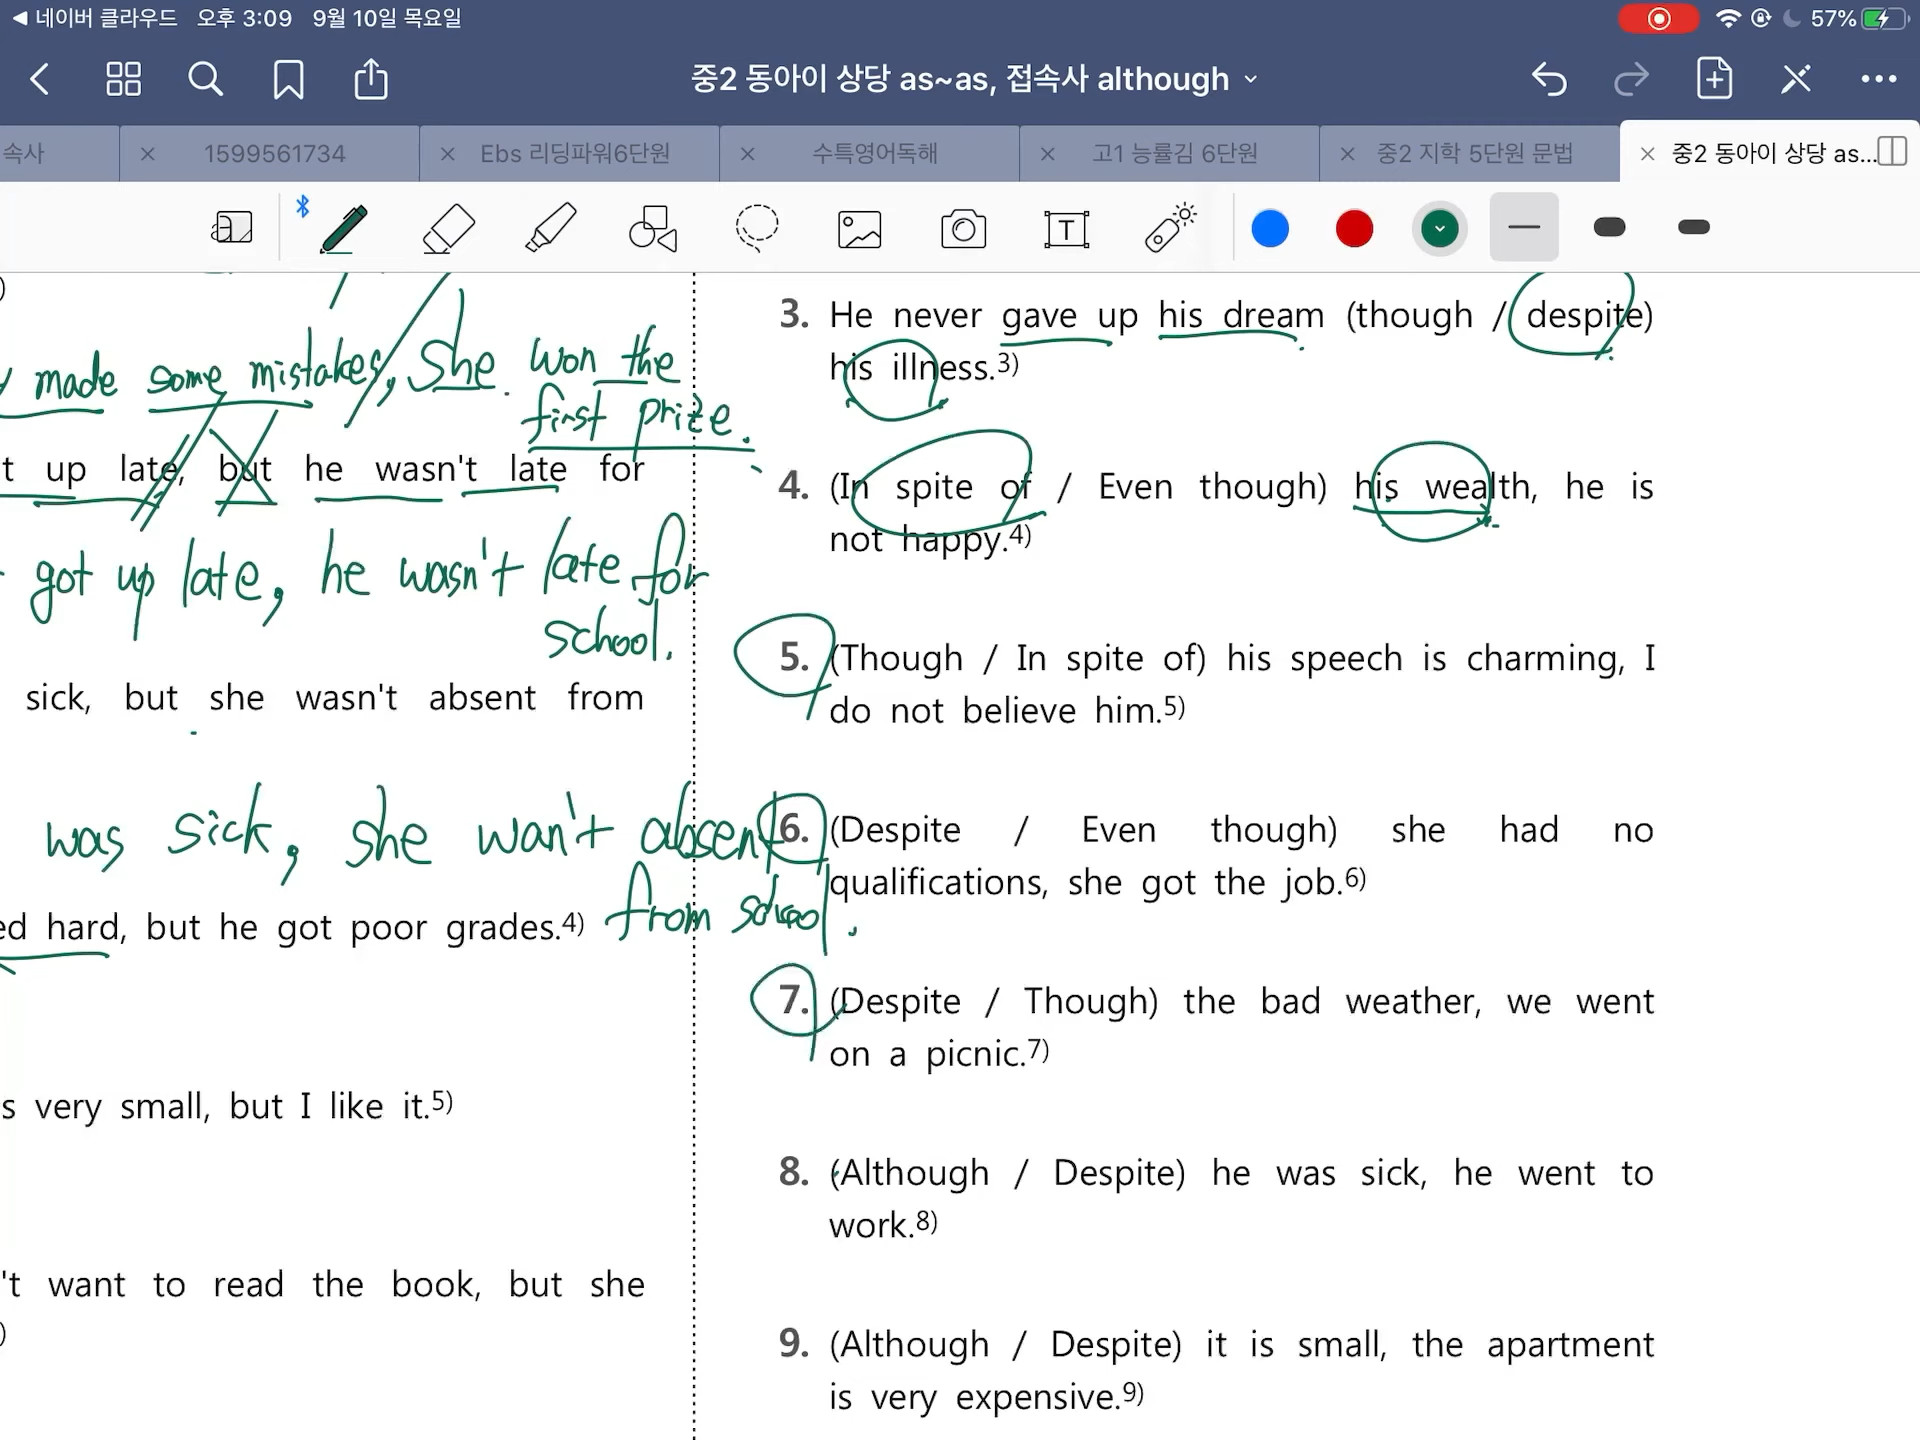 ◀ 네이버 클라우드 오후 3:09 9월 10일 목요일 57%
중2 동아이 상당 as~as, 접속사 although
속사
1599561734
Ebs 리딩파워6단원
수특영어독해
고1 능률김 6단원
중2 지학 5단원 문법
중2 동아이 상당 as...
made some mistakes, she won the
first prize.
t up late, but he wasn't late for
got up late, he wasn't late for
school.
sick, but she wasn't absent from
was sick, she wan't absent
from school.
ed hard, but he got poor grades.4)
s very small, but I like it.5)
't want to read the book, but she
)
3. He never gave up his dream (though / despite)
his illness.3)
4. (In spite of / Even though) his wealth, he is
not happy.4)
5. (Though / In spite of) his speech is charming, I
do not believe him.5)
6. (Despite / Even though) she had no
qualifications, she got the job.6)
7. (Despite / Though) the bad weather, we went
on a picnic.7)
8. (Although / Despite) he was sick, he went to
work.8)
9. (Although / Despite) it is small, the apartment
is very expensive.9)